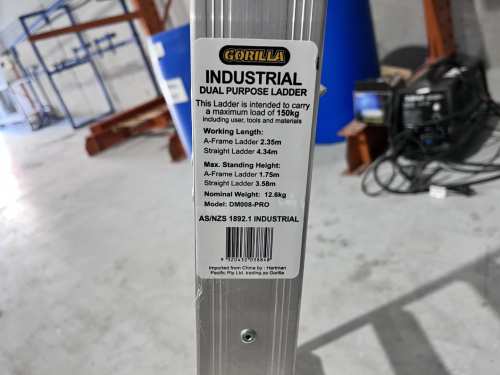 GORILLA
INDUSTRIAL
DUAL PURPOSE LADDER
This Ladder is intended to carry
a maximum load of 150kg
including user, tools and materials
Working Length:
A-Frame Ladder 2.35m
Straight Ladder 4.34m
Max. Standing Height:
A-Frame Ladder 1.75m
Straight Ladder 3.58m
Nominal Weight: 12.6kg
Model: DM008-PRO
AS/NZS 1892.1 INDUSTRIAL
Imported from China by : Hartman
Pacific Pty Ltd. trading as Gorilla